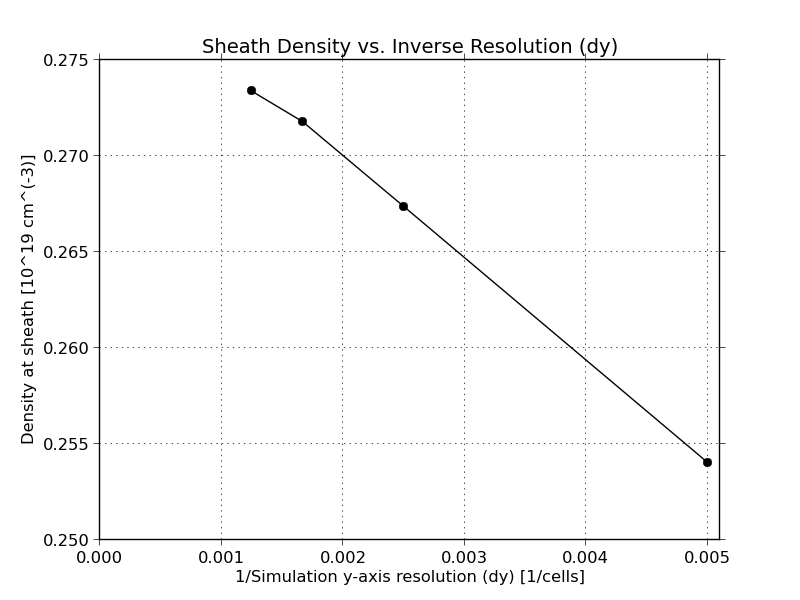 Sheath Density vs. Inverse Resolution (dy)
0.275
0.270
0.265
0.260
0.255
0.250
Density at sheath [10^19 cm^(-3)]
0.000 0.001 0.002 0.003 0.004 0.005
1/Simulation y-axis resolution (dy) [1/cells]